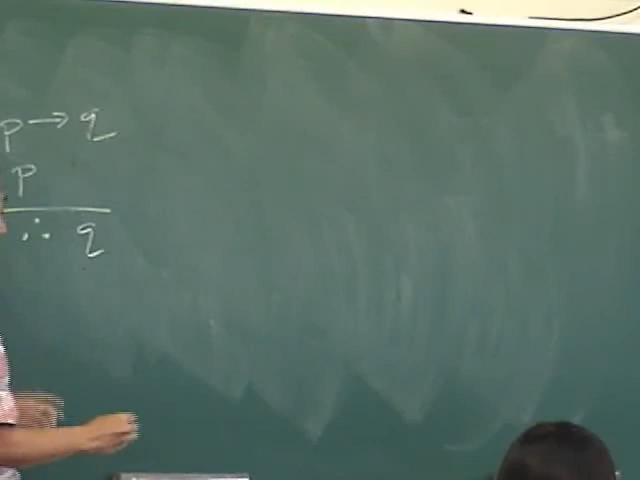 p → q
p
∴ q